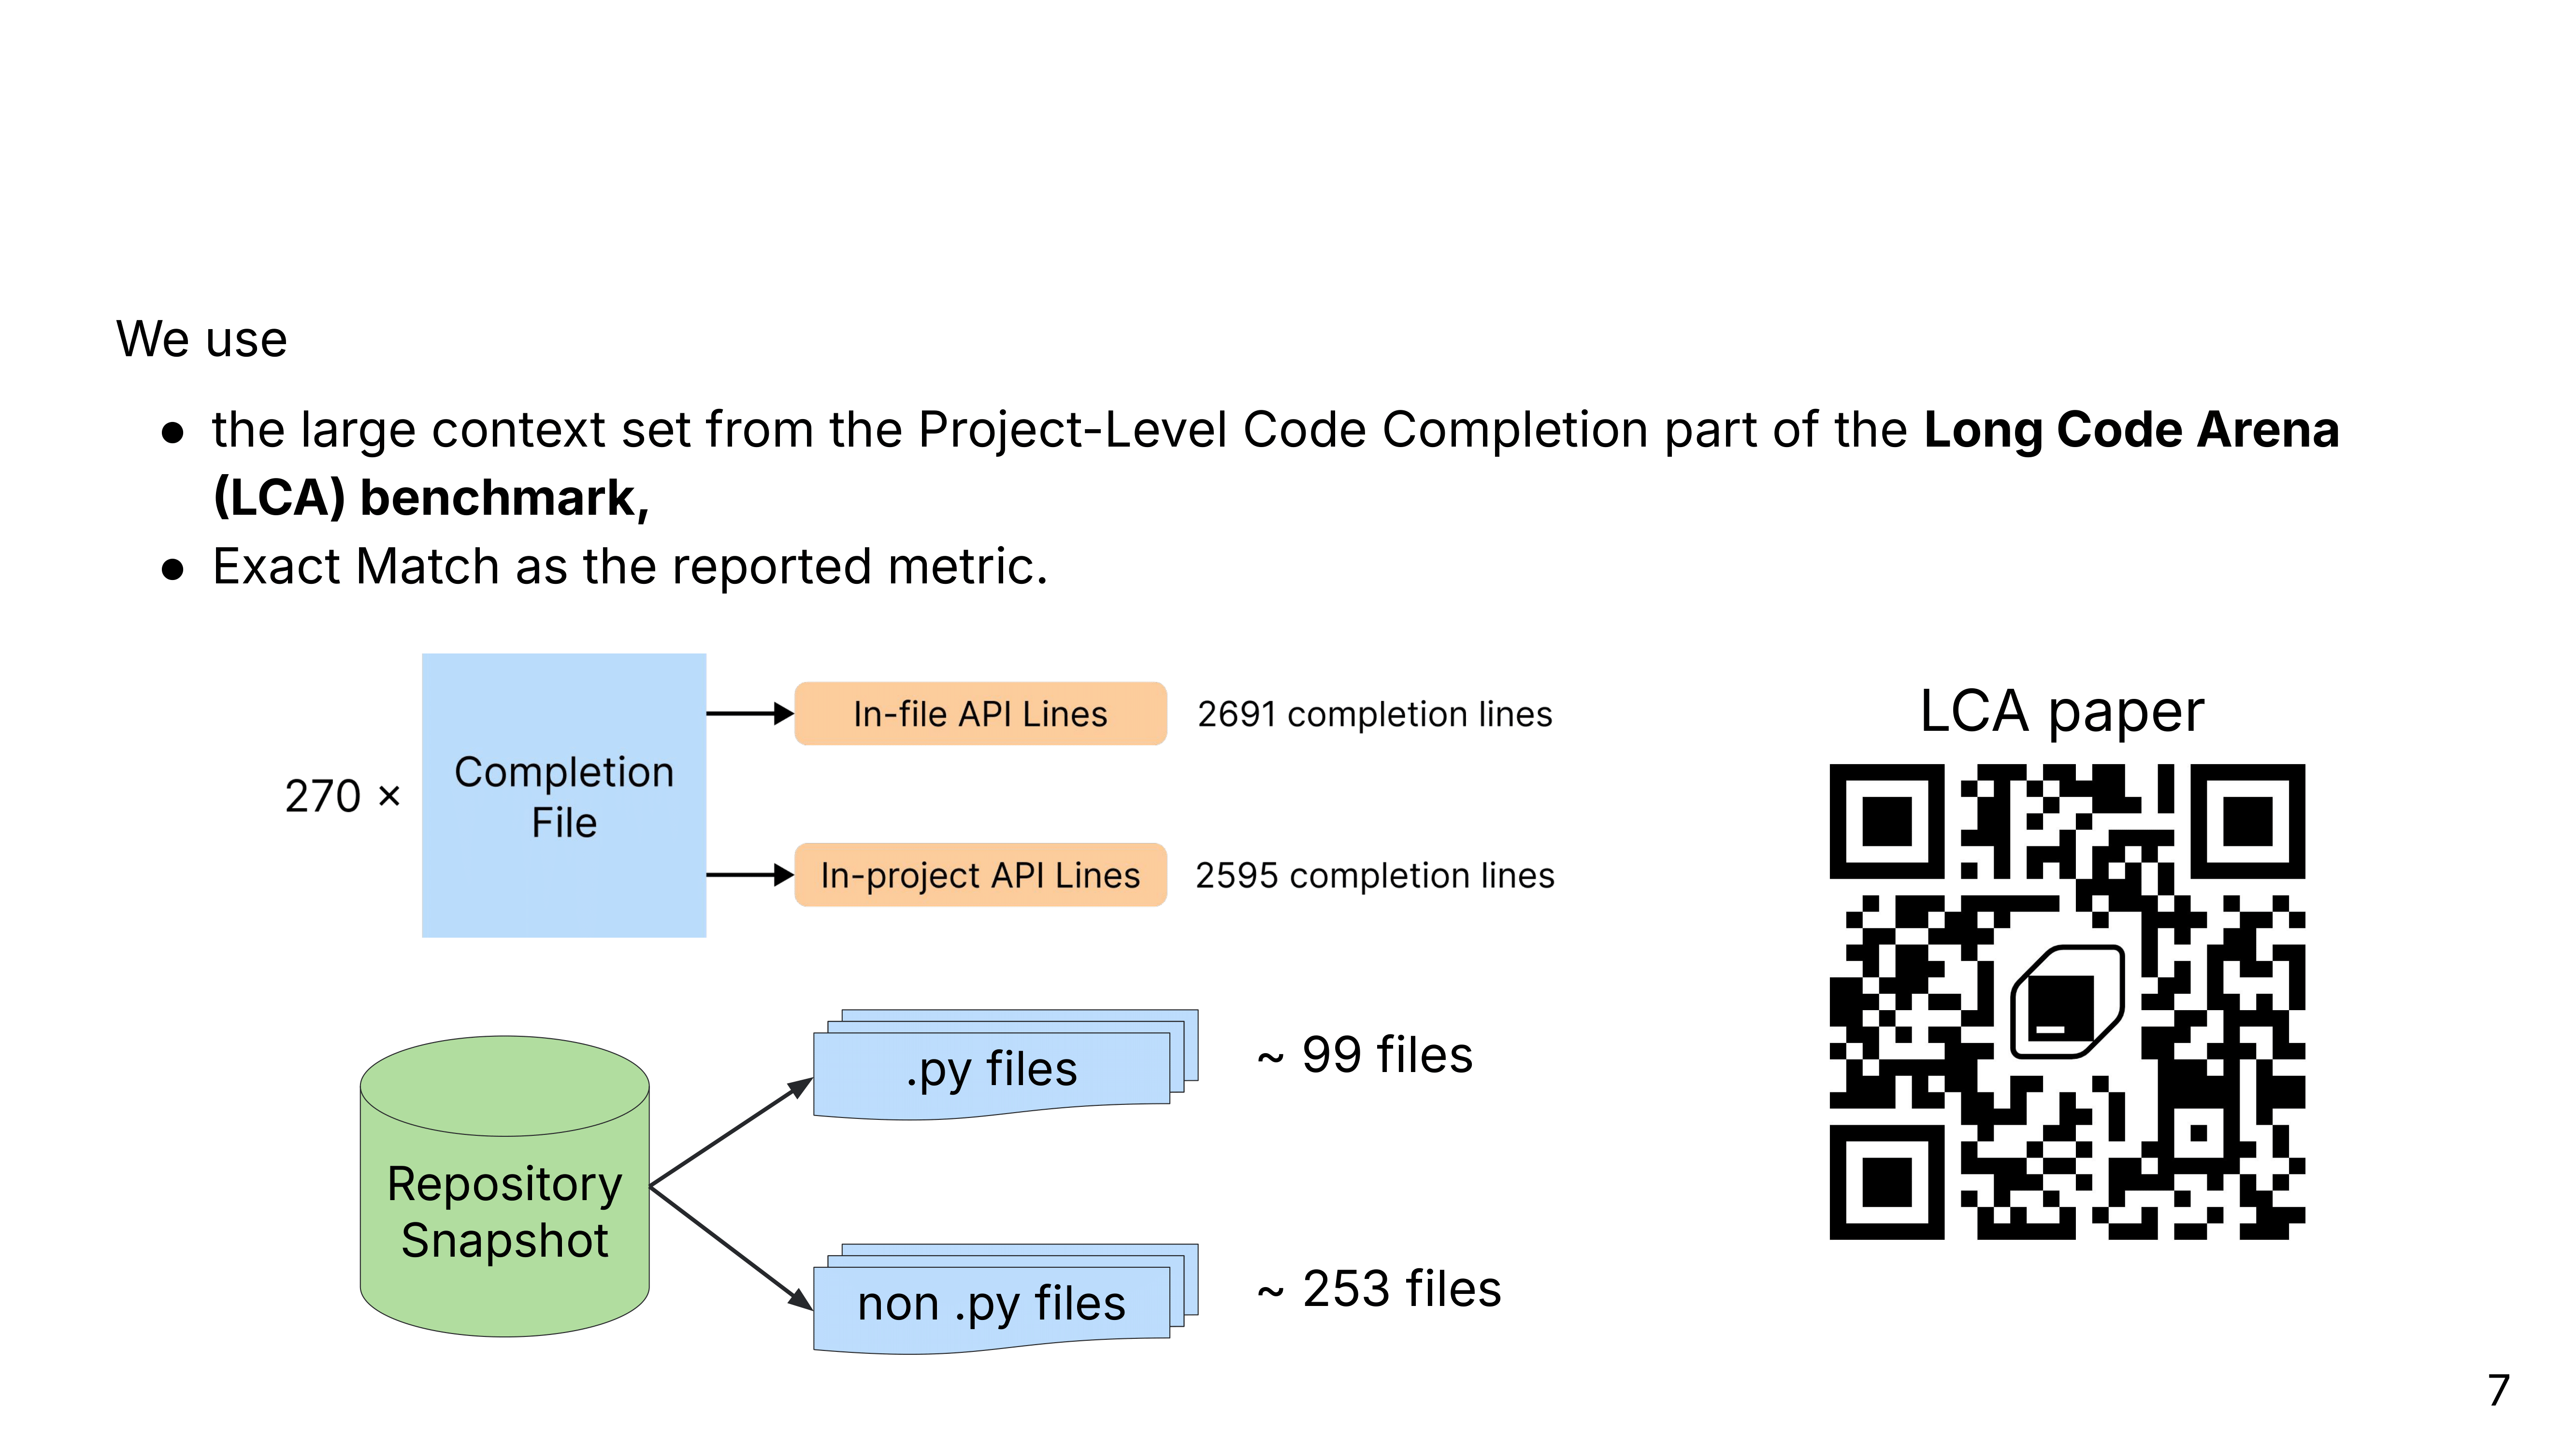 We use
● the large context set from the Project-Level Code Completion part of the Long Code Arena
(LCA) benchmark,
● Exact Match as the reported metric.
270 ×
Completion
File
In-file API Lines
2691 completion lines
In-project API Lines
2595 completion lines
LCA paper
Repository
Snapshot
.py files
~ 99 files
non .py files
~ 253 files
7